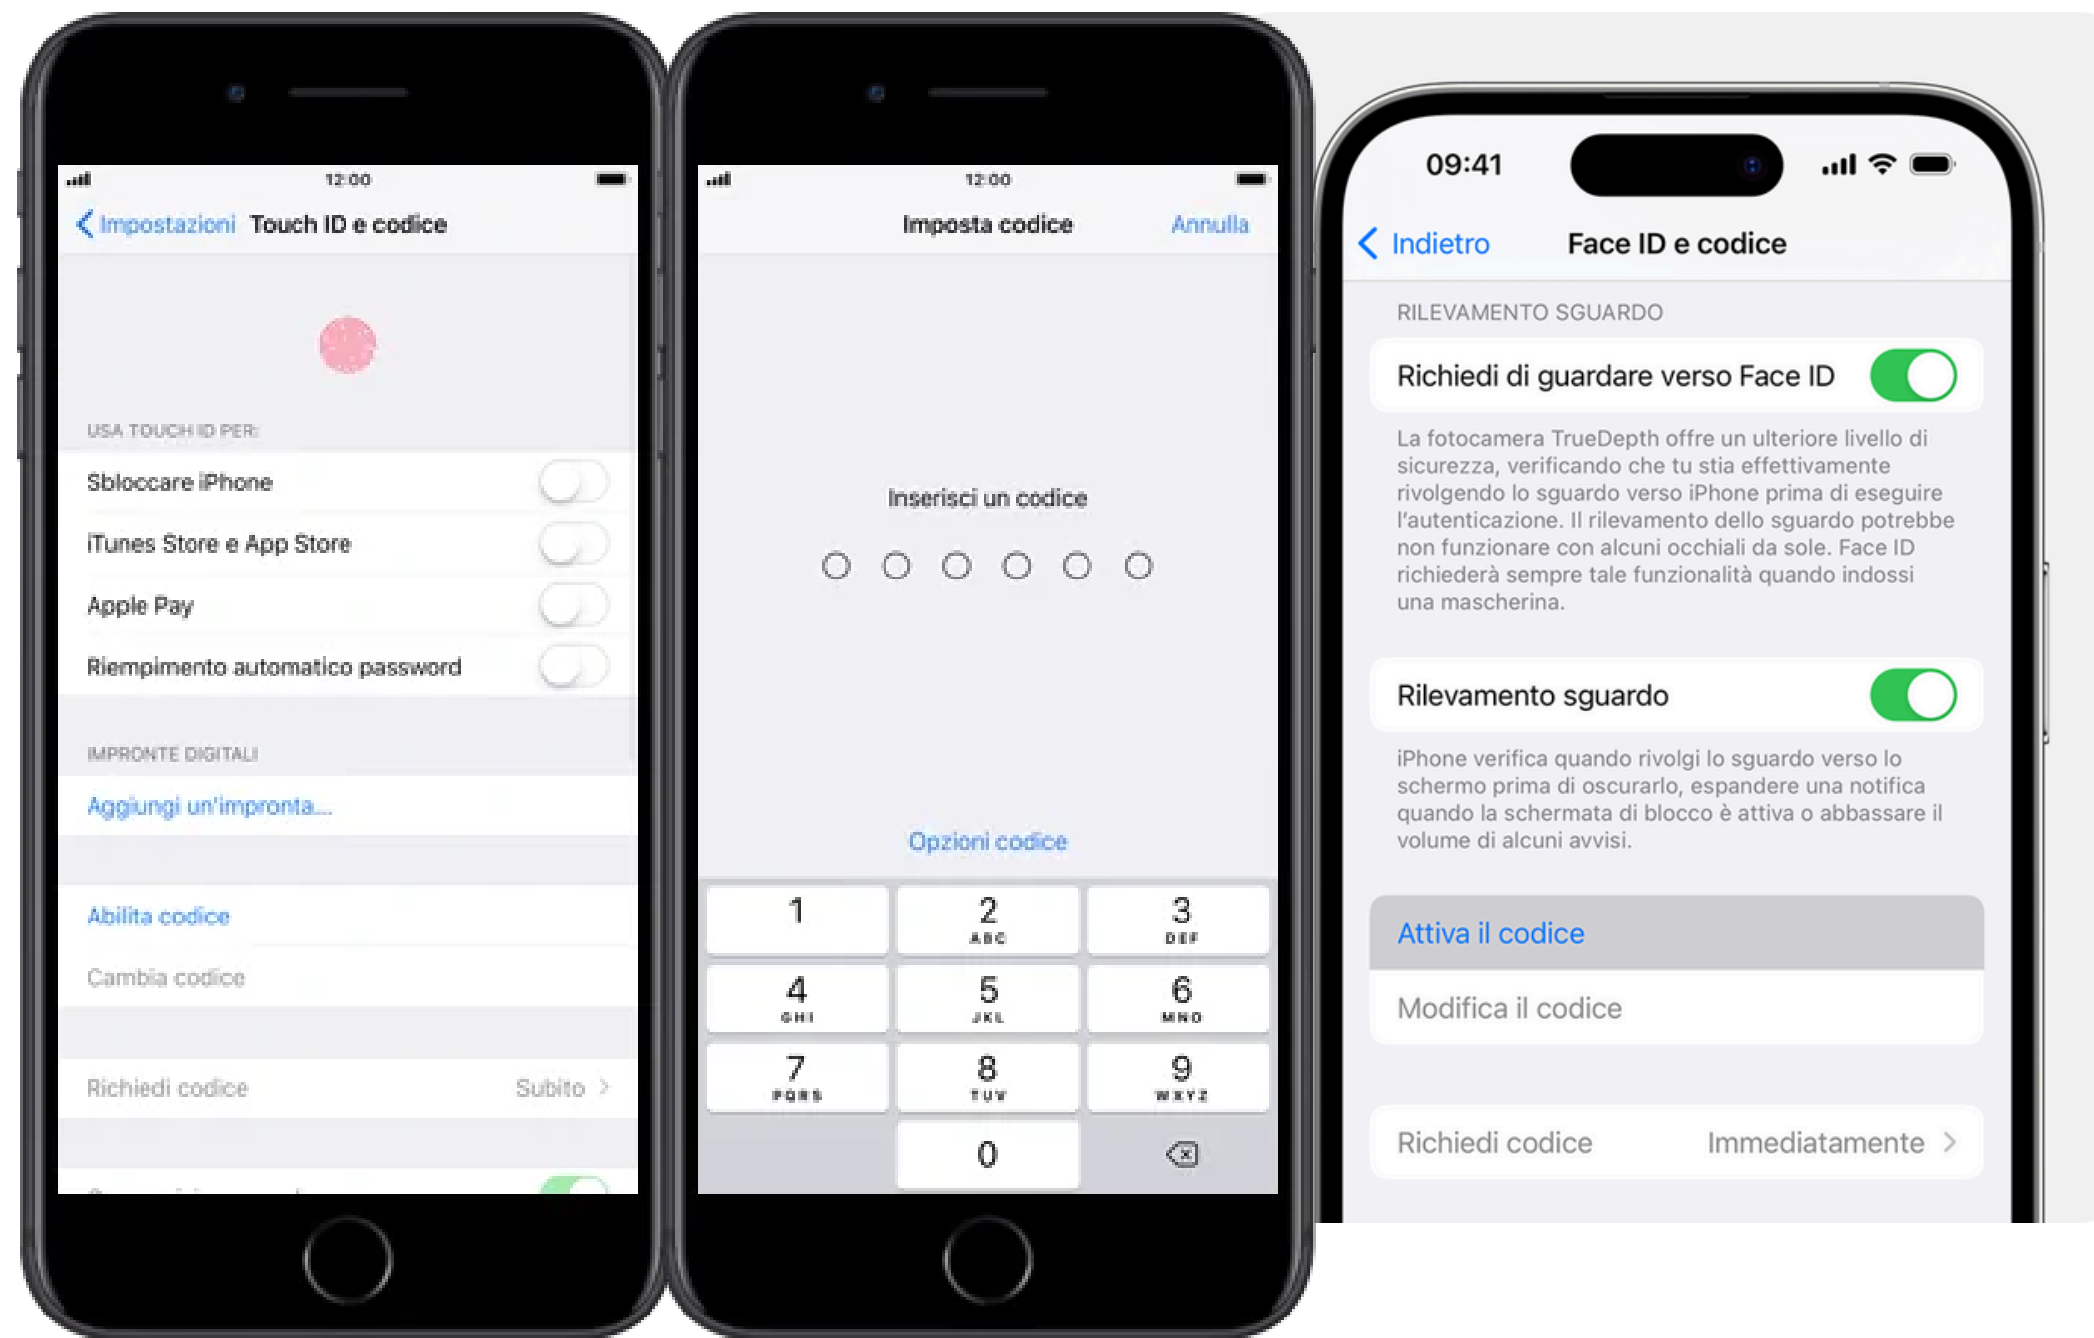 12:00
Impostazioni Touch ID e codice
USA TOUCH ID PER:
Sbloccare iPhone
iTunes Store e App Store
Apple Pay
Riempimento automatico password
IMPRONTE DIGITALI
Aggiungi un'impronta...
Abilita codice
Cambia codice
Richiedi codice Subito
12:00
Imposta codice Annulla
Inserisci un codice
Opzioni codice
1 2 3
ABC DEF
4 5 6
GHI JKL MNO
7 8 9
PQRS TUV WXYZ
0
09:41
Indietro Face ID e codice
RILEVAMENTO SGUARDO
Richiedi di guardare verso Face ID
La fotocamera TrueDepth offre un ulteriore livello di
sicurezza, verificando che tu stia effettivamente
rivolgendo lo sguardo verso iPhone prima di eseguire
l'autenticazione. Il rilevamento dello sguardo potrebbe
non funzionare con alcuni occhiali da sole. Face ID
richiederà sempre tale funzionalità quando indossi
una mascherina.
Rilevamento sguardo
iPhone verifica quando rivolgi lo sguardo verso lo
schermo prima di oscurarlo, espandere una notifica
quando la schermata di blocco è attiva o abbassare il
volume di alcuni avvisi.
Attiva il codice
Modifica il codice
Richiedi codice Immediatamente